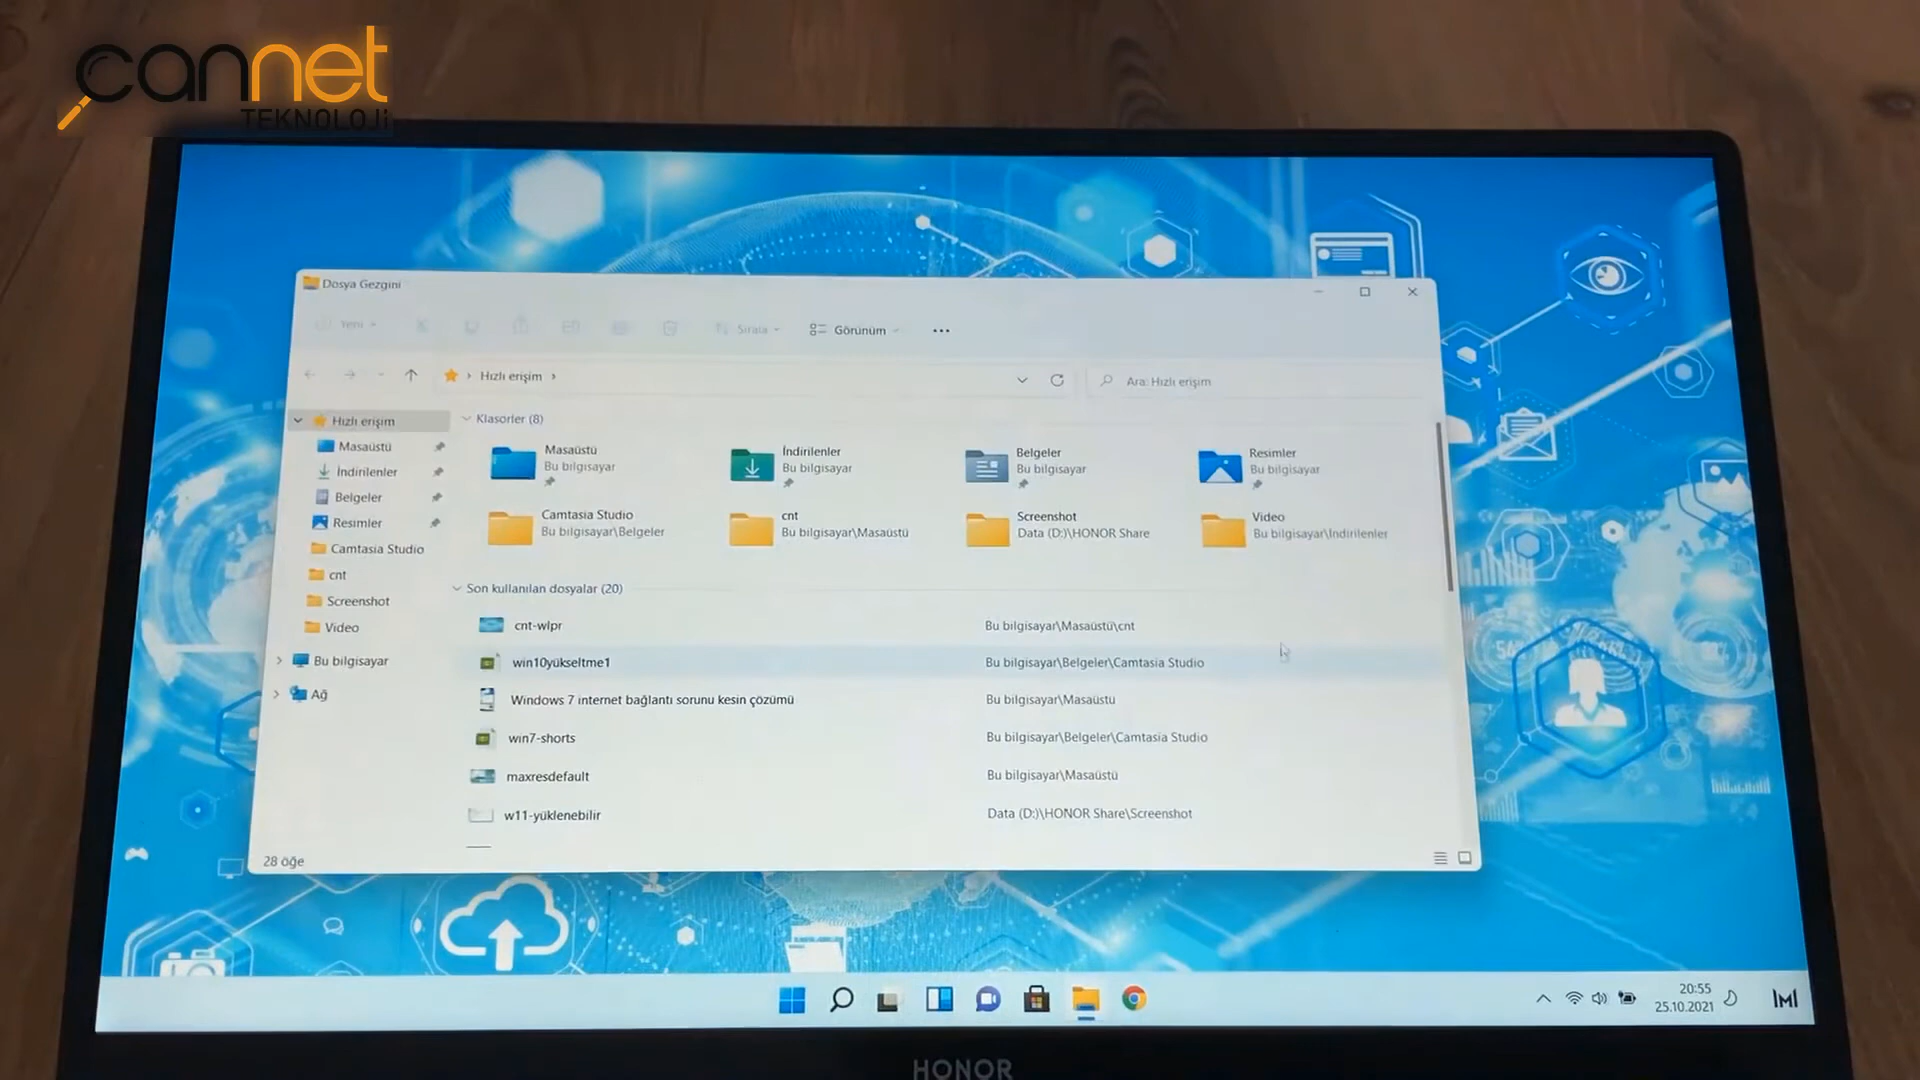 cannet
TEKNOLOJi
Dosya Gezgini
Yeni
Sırala
Görünüm
Hızlı erişim
Ara: Hızlı erişim
Hızlı erişim
Masaüstü
İndirilenler
Belgeler
Resimler
Camtasia Studio
cnt
Screenshot
Video
Bu bilgisayar
Ağ
Klasörler (8)
Masaüstü
Bu bilgisayar
İndirilenler
Bu bilgisayar
Belgeler
Bu bilgisayar
Resimler
Bu bilgisayar
Camtasia Studio
Bu bilgisayar\Belgeler
cnt
Bu bilgisayar\Masaüstü
Screenshot
Data (D:)\HONOR Share
Video
Bu bilgisayar\İndirilenler
Son kullanılan dosyalar (20)
cnt-wlpr Bu bilgisayar\Masaüstü\cnt
win10yükseltme1 Bu bilgisayar\Belgeler\Camtasia Studio
Windows 7 internet bağlantı sorunu kesin çözümü Bu bilgisayar\Masaüstü
win7-shorts Bu bilgisayar\Belgeler\Camtasia Studio
maxresdefault Bu bilgisayar\Masaüstü
w11-yüklenebilir Data (D:)\HONOR Share\Screenshot
28 öğe
20:55
25.10.2021
HONOR